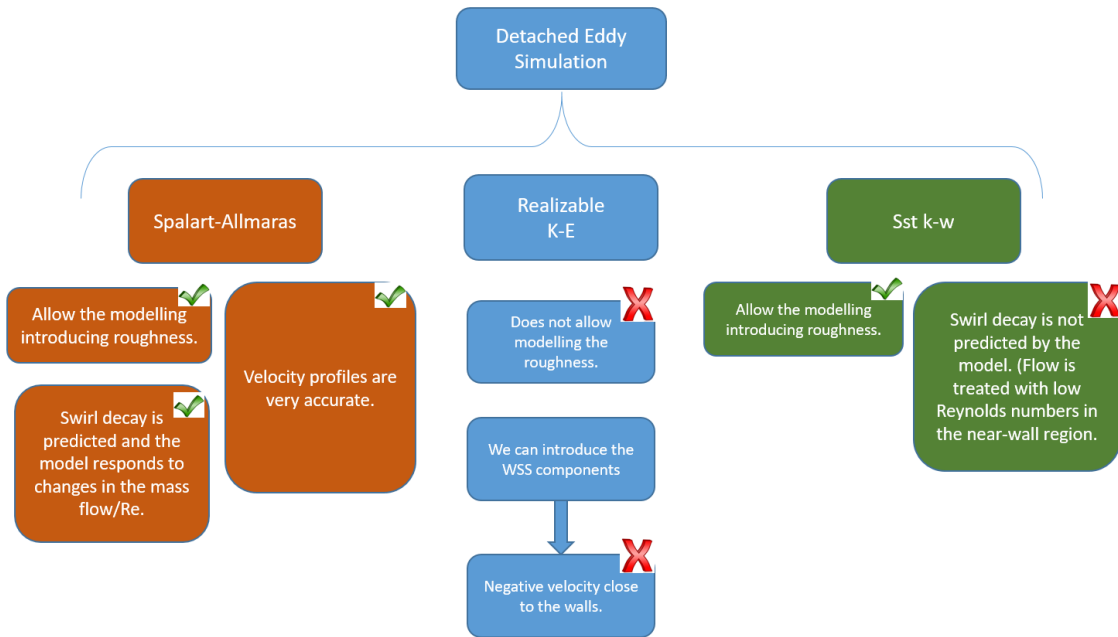 Detached Eddy
Simulation
Spalart-Allmaras
Realizable
K-E
Sst k-w
Allow the modelling
introducing roughness.
Velocity profiles are
very accurate.
Swirl decay is
predicted and the
model responds to
changes in the mass
flow/Re.
Does not allow
modelling the
roughness.
We can introduce the
WSS components
Negative velocity close
to the walls.
Allow the modelling
introducing roughness.
Swirl decay is not
predicted by the
model. (Flow is
treated with low
Reynolds numbers in
the near-wall region.